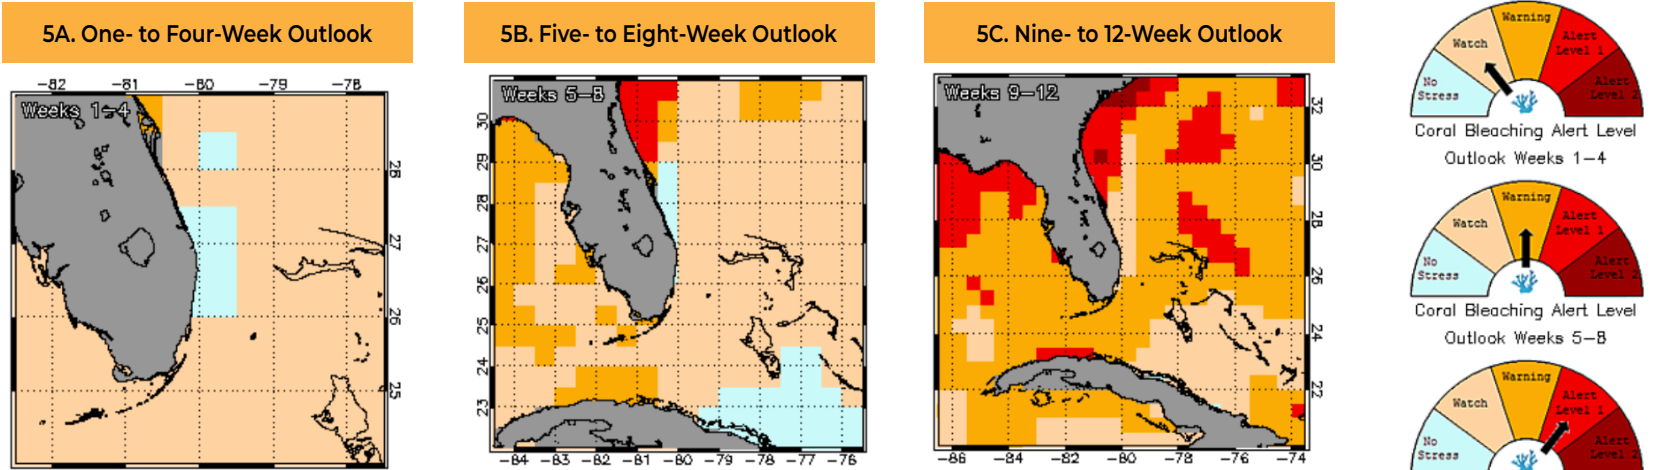 5A. One- to Four-Week Outlook
-82 -81 -80 -79 -78
Weeks 1-4
28
27
26
25
5B. Five- to Eight-Week Outlook
Weeks 5-8
30
29
28
27
26
25
24
23
-84 -83 -82 -81 -80 -78 -77 -76
5C. Nine- to 12-Week Outlook
Weeks 9-12
32
30
28
26
24
22
-86 -84 -82 -80 -78 -76 -74
Warning
Watch
Alert
Level 1
No
Stress
Alert
Level 2
Coral Bleaching Alert Level
Outlook Weeks 1-4
Warning
Watch
Alert
Level 1
No
Stress
Alert
Level 2
Coral Bleaching Alert Level
Outlook Weeks 5-8
Warning
Watch
Alert
Level 1
No
Stress
Alert
Level 2